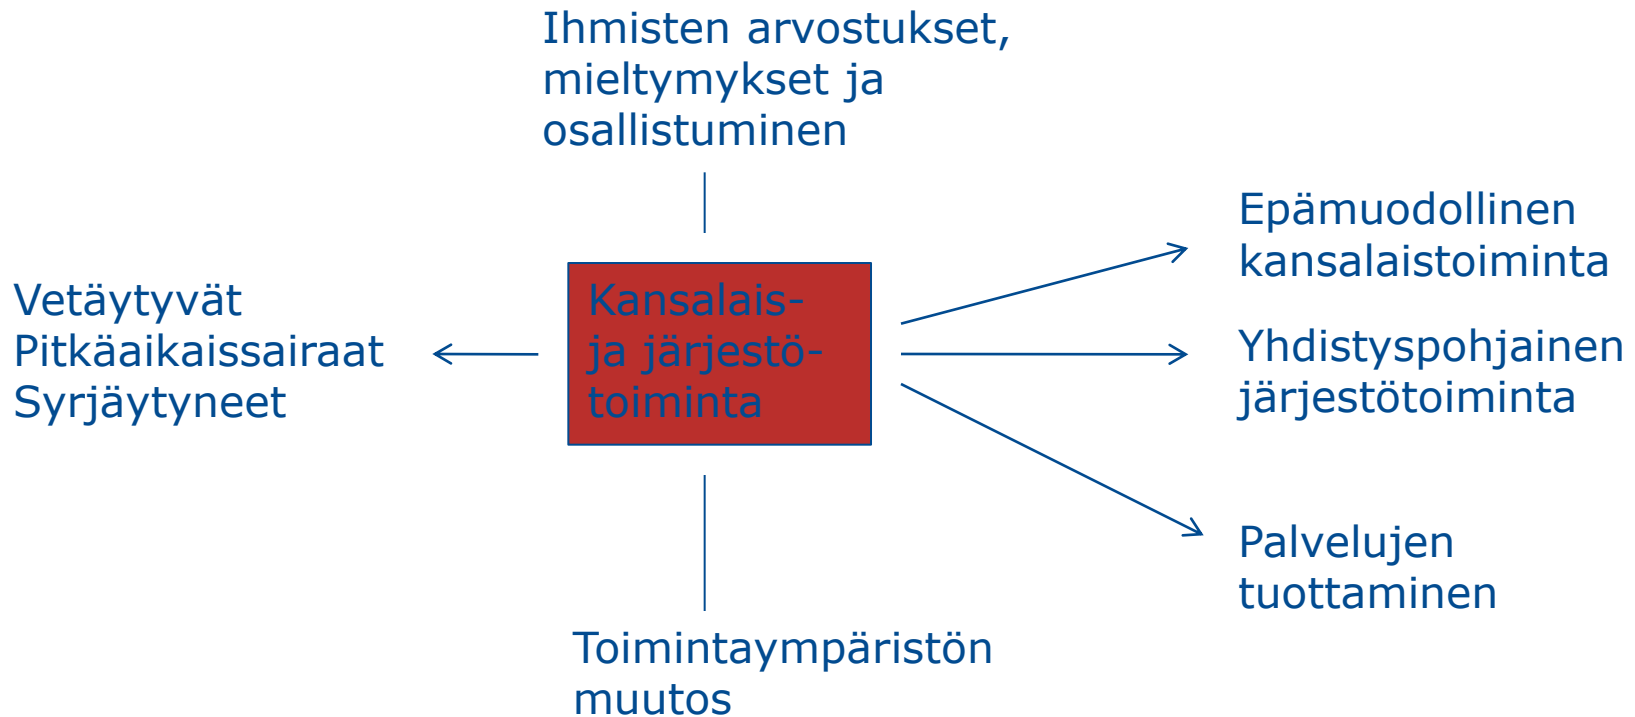 Ihmisten arvostukset,
mieltymykset ja
osallistuminen
Vetäytyvät
Pitkäaikaissairaat
Syrjäytyneet
Kansalais-
ja järjestö-
toiminta
Epämuodollinen
kansalaistoiminta
Yhdistyspohjainen
järjestötoiminta
Palvelujen
tuottaminen
Toimintaympäristön
muutos